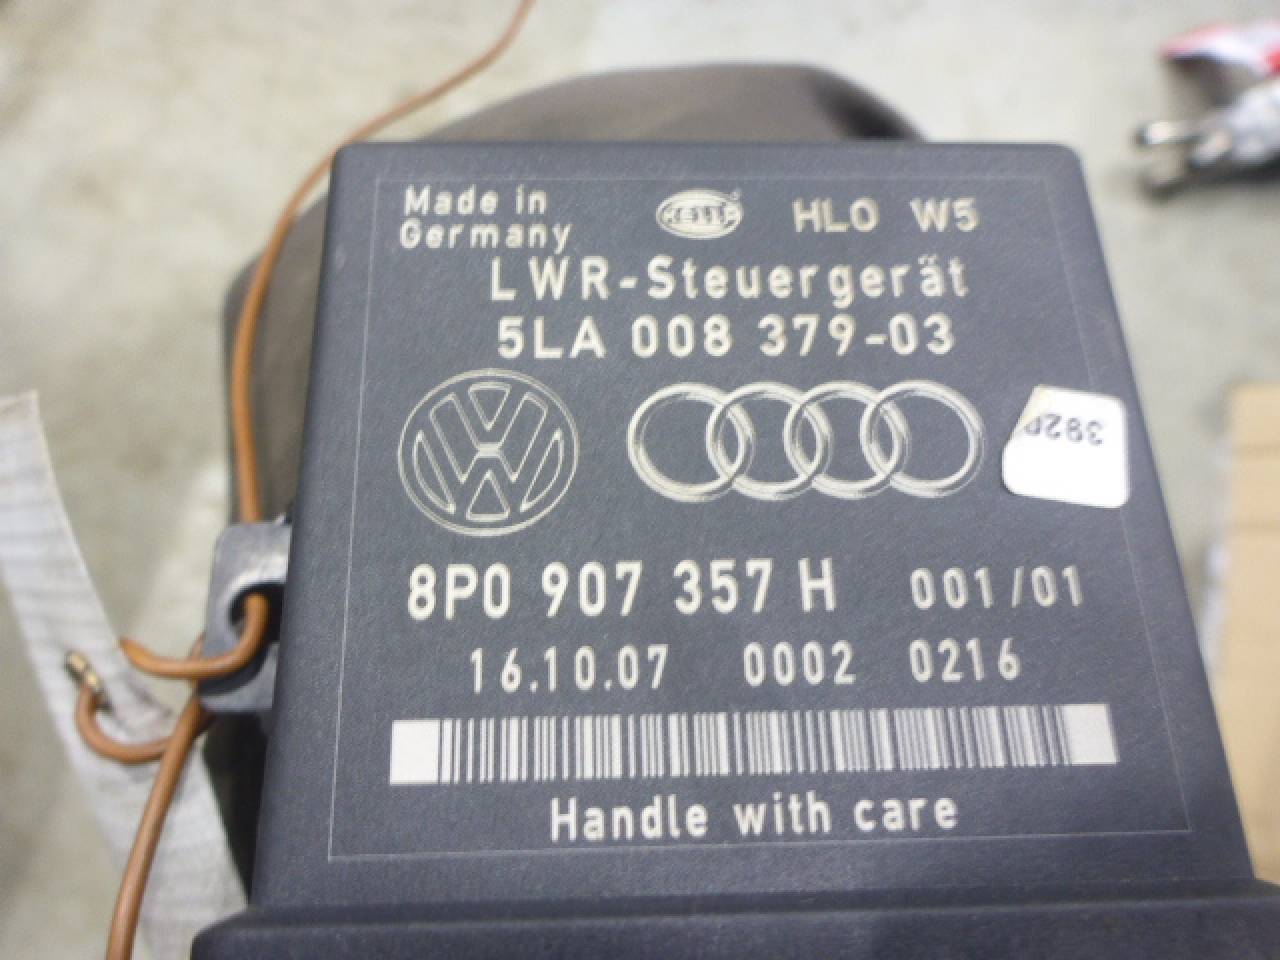 Made in
Germany
HELLA
HLO W5
LWR-Steuergerät
5LA 008 379-03
8P0 907 357 H 001/01
16.10.07 0002 0216
Handle with care